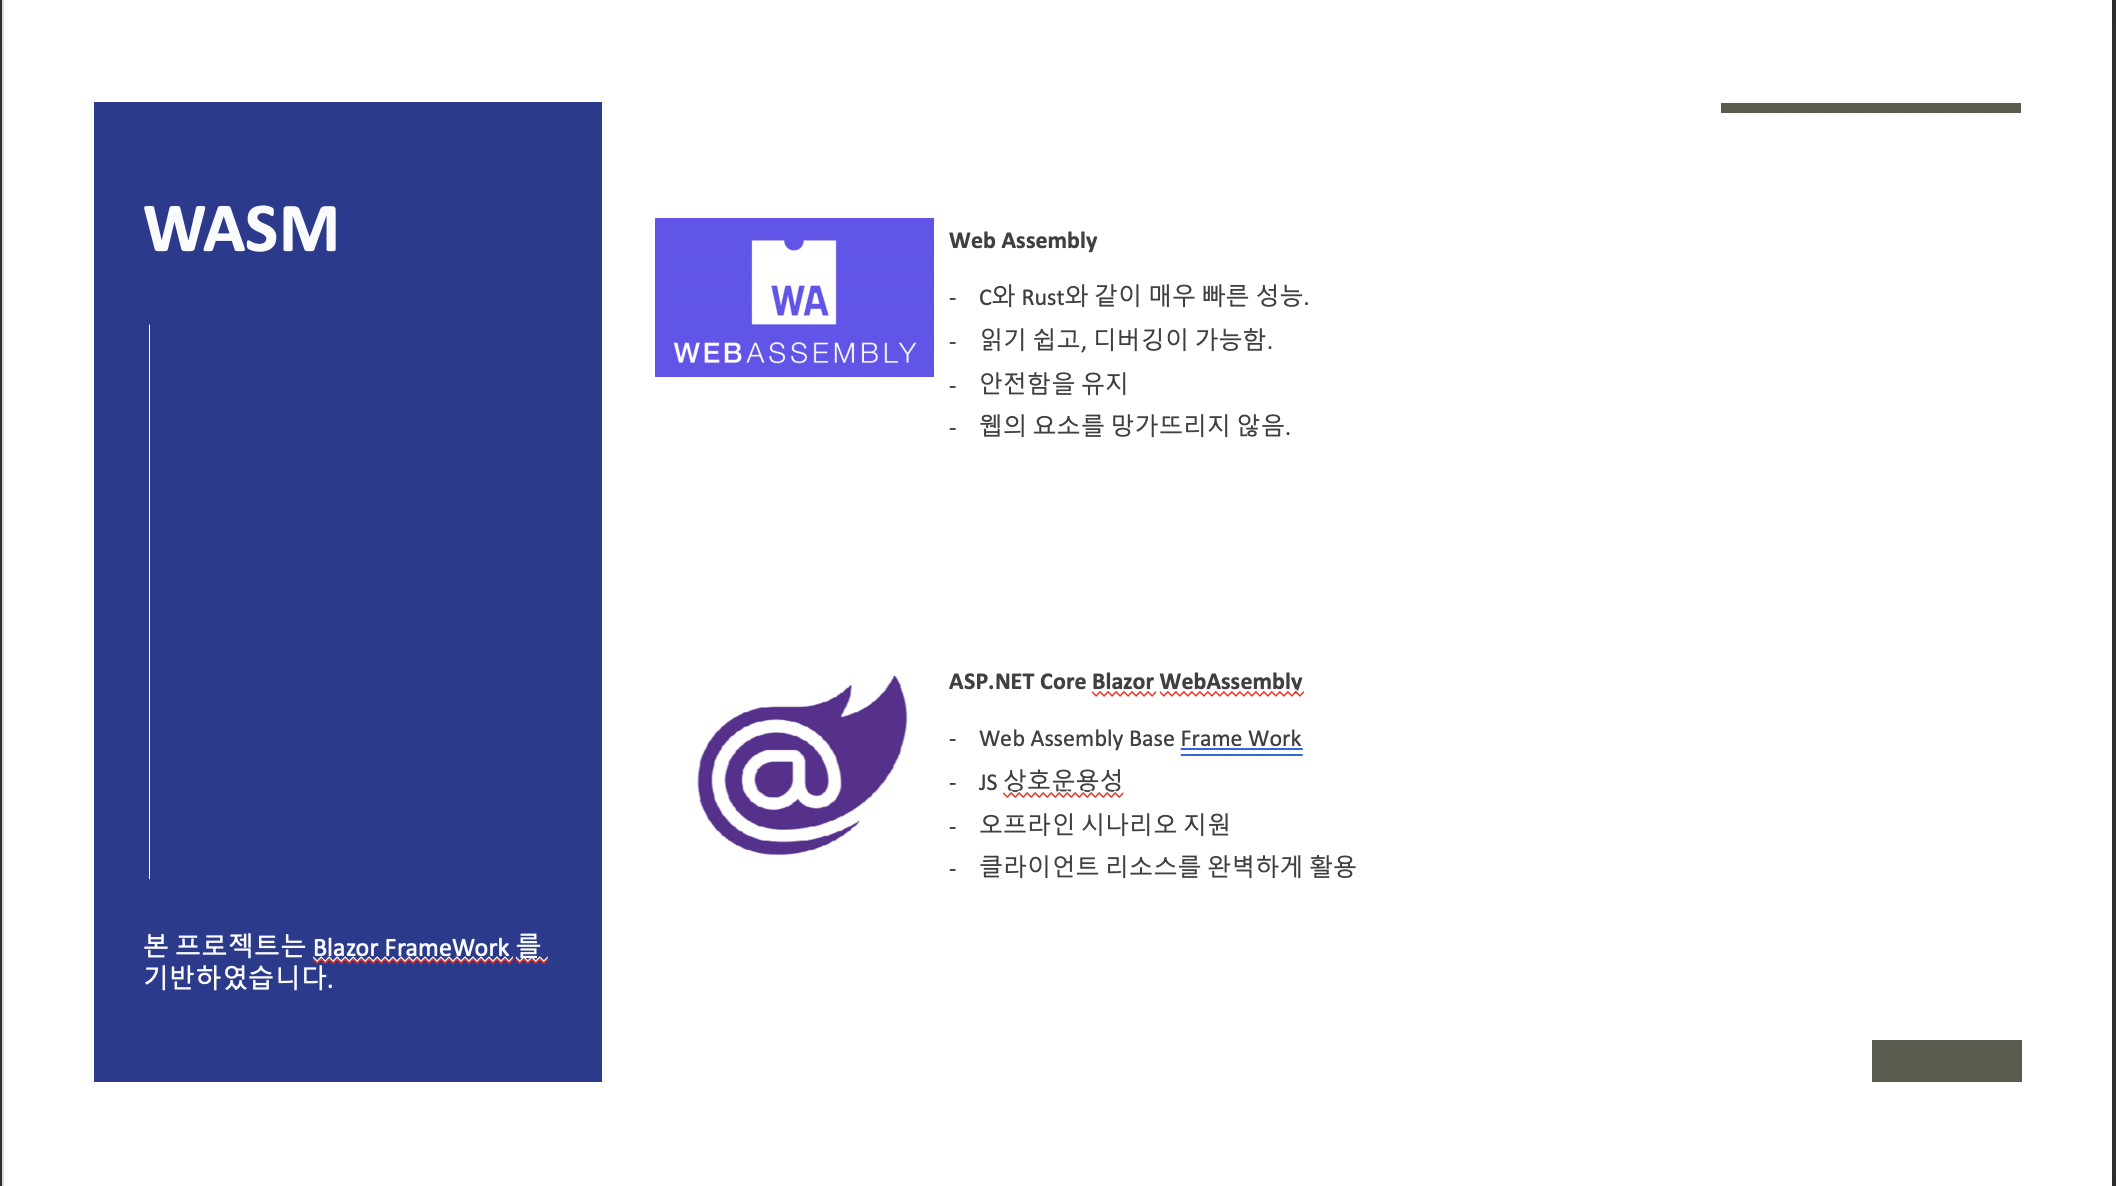 WASM
본 프로젝트는 Blazor FrameWork 를
기반하였습니다.
WA
WEBASSEMBLY
Web Assembly
- C와 Rust와 같이 매우 빠른 성능.
- 읽기 쉽고, 디버깅이 가능함.
- 안전함을 유지
- 웹의 요소를 망가뜨리지 않음.
@
ASP.NET Core Blazor WebAssembly
- Web Assembly Base Frame Work
- JS 상호운용성
- 오프라인 시나리오 지원
- 클라이언트 리소스를 완벽하게 활용